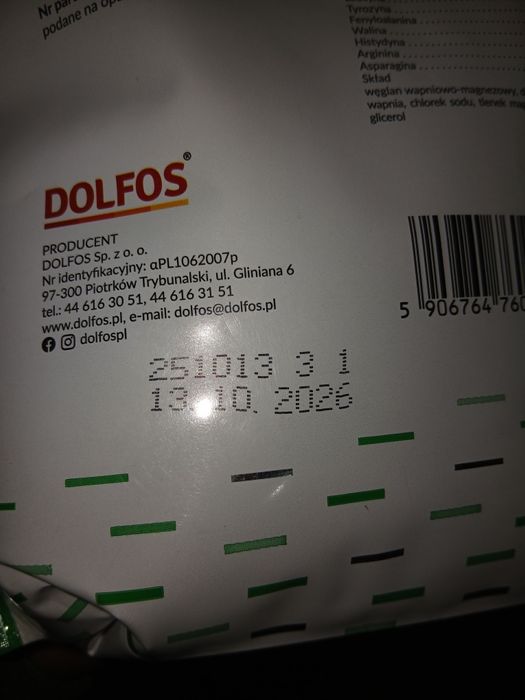 Nr
podane na
Tyrozyna
Fenyloalanina
Walina
Histydyna
Arginina
Asparagina
Skład
węglan wapniowo-magnezowy,
wapnia, chlorek sodu, tlenek
glicerol
DOLFOS®
PRODUCENT
DOLFOS Sp. z o. o.
Nr identyfikacyjny: αPL1062007p
97-300 Piotrków Trybunalski, ul. Gliniana 6
tel.: 44 616 30 51, 44 616 31 51
www.dolfos.pl, e-mail: dolfos@dolfos.pl
dolfospl
5 906764 760
251013 3 1
13.10.2026